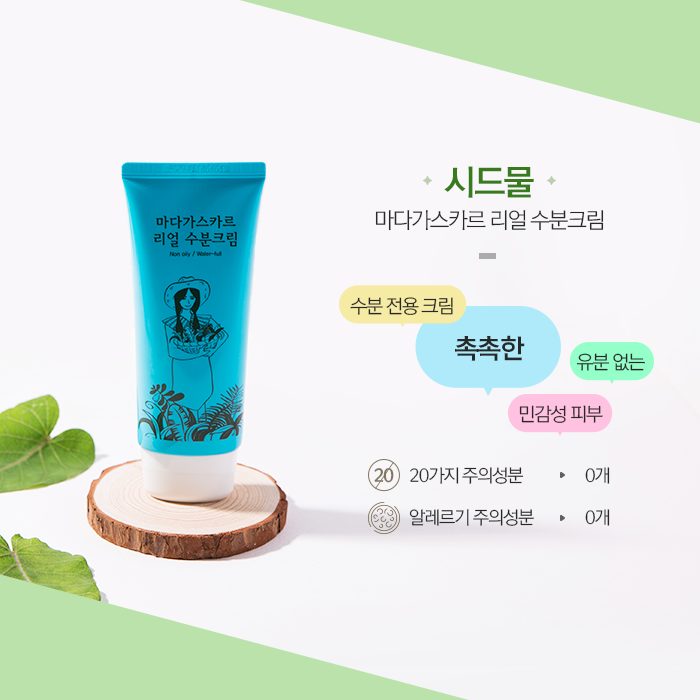 마다가스카르
리얼 수분크림
Non oily / Water-full
시드물
마다가스카르 리얼 수분크림
수분 전용 크림
촉촉한
유분 없는
민감성 피부
20 20가지 주의성분 0개
알레르기 주의성분 0개